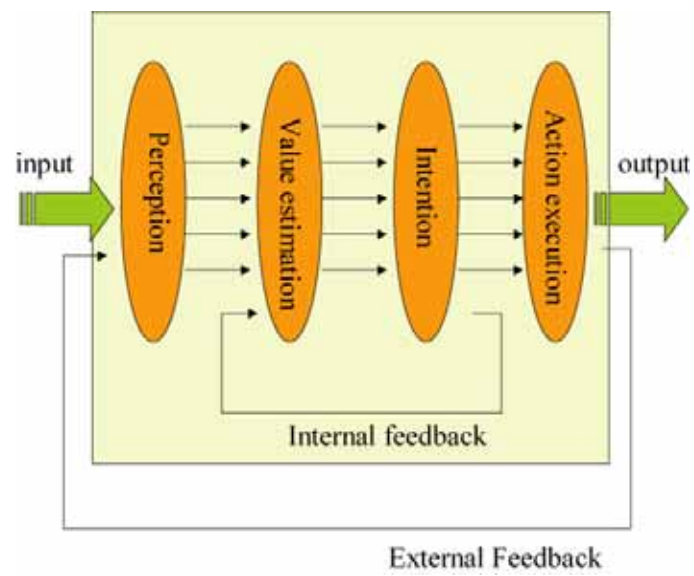 input
Perception
Value estimation
Intention
Action execution
output
Internal feedback
External Feedback